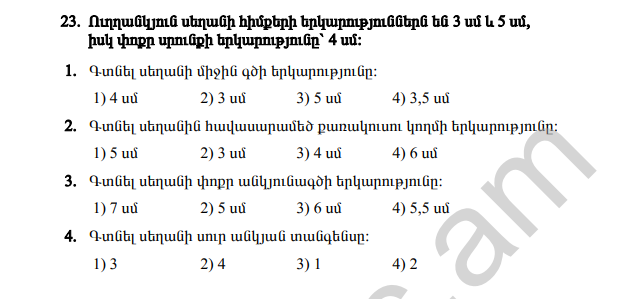 23. Ուղղանկյուն սեղանի հիմքերի երկարություններն են 3 սմ և 5 սմ,
իսկ փոքր սրունքի երկարությունը՝ 4 սմ:
1. Գտնել սեղանի միջին գծի երկարությունը:
1) 4 սմ 2) 3 սմ 3) 5 սմ 4) 3,5 սմ
2. Գտնել սեղանին հավասարամեծ քառակուսու կողմի երկարությունը:
1) 5 սմ 2) 3 սմ 3) 4 սմ 4) 6 սմ
3. Գտնել սեղանի փոքր անկյունագծի երկարությունը:
1) 7 սմ 2) 5 սմ 3) 6 սմ 4) 5,5 սմ
4. Գտնել սեղանի սուր անկյան տանգենսը:
1) 3 2) 4 3) 1 4) 2
.am